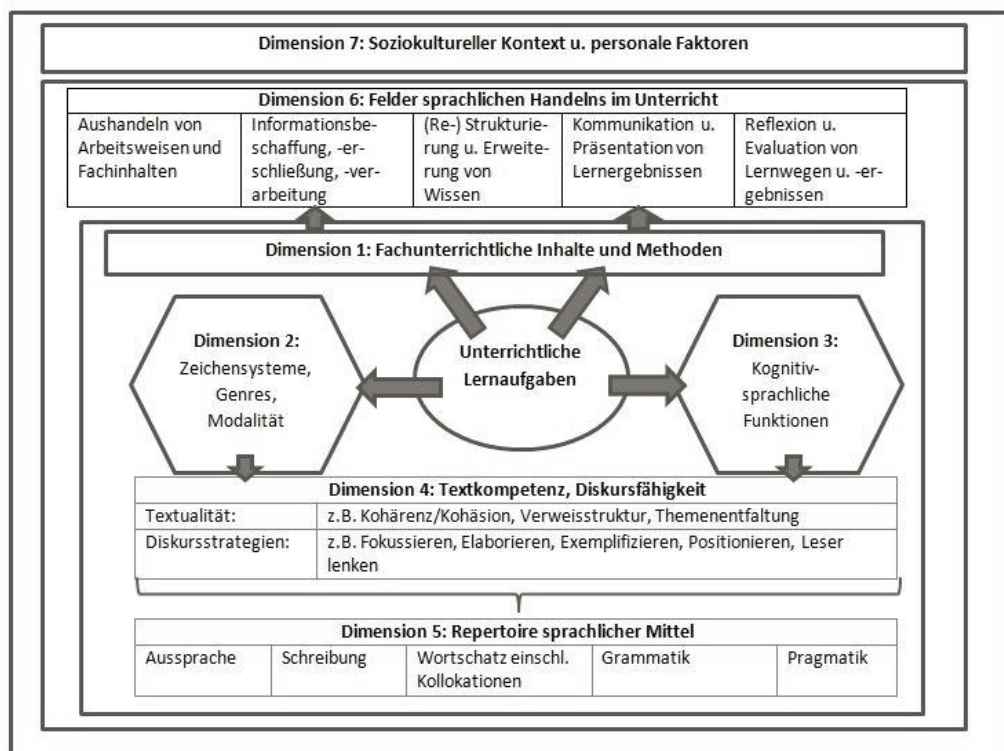 Dimension 7: Soziokultureller Kontext u. personale Faktoren
Dimension 6: Felder sprachlichen Handelns im Unterricht
Aushandeln von
Arbeitsweisen und
Fachinhalten
Informationsbe-
schaffung, -er-
schließung, -ver-
arbeitung
(Re-) Strukturie-
rung u. Erweite-
rung von
Wissen
Kommunikation u.
Präsentation von
Lernergebnissen
Reflexion u.
Evaluation von
Lernwegen u. -er-
gebnissen
Dimension 1: Fachunterrichtliche Inhalte und Methoden
Dimension 2:
Zeichensysteme,
Genres,
Modalität
Unterrichtliche
Lernaufgaben
Dimension 3:
Kognitiv-
sprachliche
Funktionen
Dimension 4: Textkompetenz, Diskursfähigkeit
Textualität:
z.B. Kohärenz/Kohäsion, Verweisstruktur, Themenentfaltung
Diskursstrategien:
z.B. Fokussieren, Elaborieren, Exemplifizieren, Positionieren, Leser
lenken
Dimension 5: Repertoire sprachlicher Mittel
Aussprache
Schreibung
Wortschatz einschl.
Kollokationen
Grammatik
Pragmatik